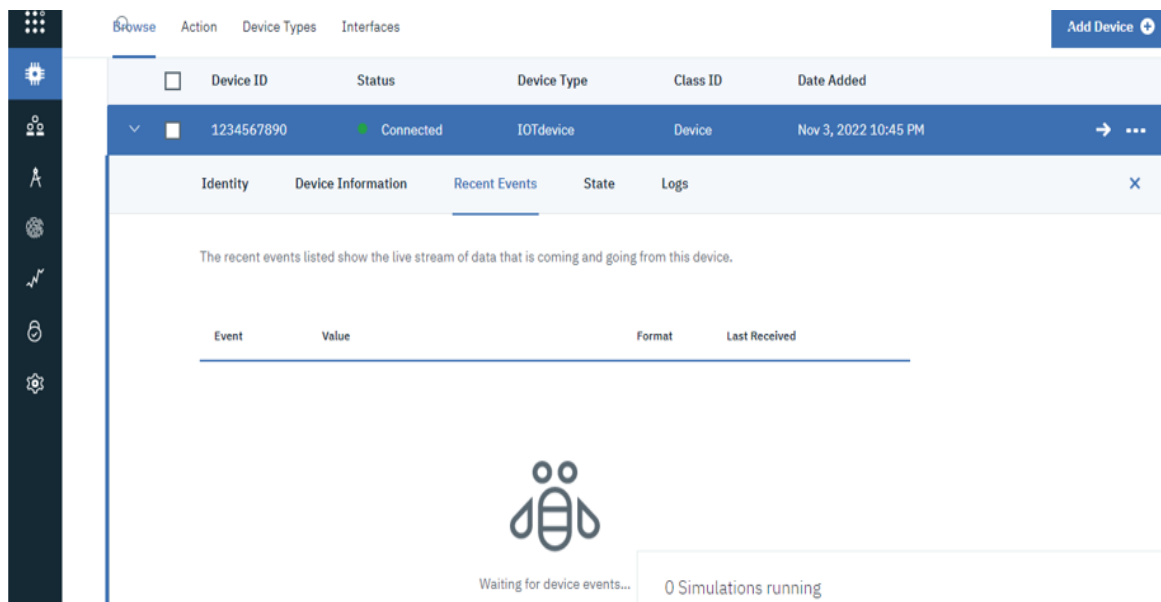 Browse Action Device Types Interfaces Add Device
Device ID Status Device Type Class ID Date Added
1234567890 Connected IOTdevice Device Nov 3, 2022 10:45 PM
Identity Device Information Recent Events State Logs
The recent events listed show the live stream of data that is coming and going from this device.
Event Value Format Last Received
Waiting for device events...
0 Simulations running